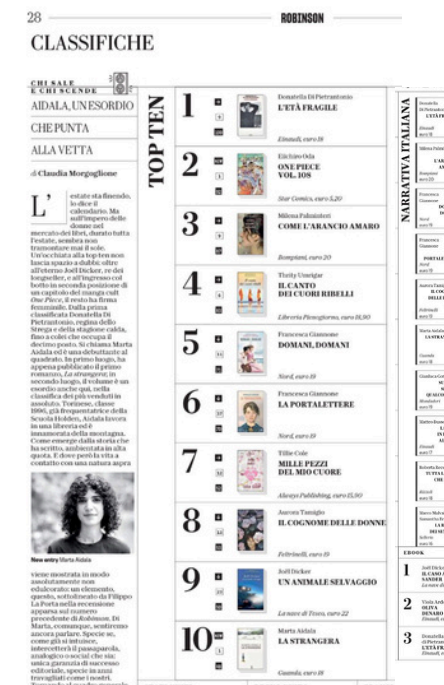 28
ROBINSON
CLASSIFICHE
CHI SALE
E CHI SCENDE
AIDALA, UN ESORDIO
CHE PUNTA
ALLA VETTA
di Claudia Morgoglione
L'estate sta finendo,
lo dice il
calendario. Ma
sull'impero delle
donne nel
mercato dei libri, durato tutta
l'estate, sembra non
tramontare mai il sole.
Un'occhiata alla top ten non
lascia spazio a dubbi: oltre
all'eterno Joël Dicker, re dei
longseller, e all'ingresso col
botto in seconda posizione di
un capitolo del manga cult
One Piece, il resto ha firma
femminile. Dalla prima
classificata Donatella Di
Pietrantonio, regina dello
Strega e della stagione calda,
fino a colei che occupa il
decimo posto. Si chiama Marta
Aidala ed è una debuttante al
quadrato. In primo luogo, ha
appena pubblicato il primo
romanzo, La strangera; in
secondo luogo, il volume è un
esordio anche qui, nella
classifica dei più venduti in
assoluto. Torinese, classe
1996, già frequentatrice della
Scuola Holden, Aidala lavora
in una libreria ed è
innamorata della montagna.
Come emerge dalla storia che
ha scritto, ambientata in alta
quota. E dove però la vita a
contatto con una natura aspra
New entry Marta Aidala
viene mostrata in modo
assolutamente non
edulcorato: un elemento,
questo, sottolineato da Filippo
La Porta nella recensione
apparsa sul numero
precedente di Robinson. Di
Marta, comunque, sentiremo
ancora parlare. Specie se,
come già si intuisce,
intercetterà il passaparola,
analogico o social che sia:
unica garanzia di successo
editoriale, specie in anni
travagliati come i nostri.
TOP TEN
1
Donatella Di Pietrantonio
L'ETÀ FRAGILE
Einaudi, euro 18
2
Eiichiro Oda
ONE PIECE
VOL. 108
Star Comics, euro 5,20
3
Milena Palminteri
COME L'ARANCIO AMARO
Bompiani, euro 20
4
Thrity Umrigar
IL CANTO
DEI CUORI RIBELLI
Libreria Pienogiorno, euro 18,90
5
Francesca Giannone
DOMANI, DOMANI
Nord, euro 19
6
Francesca Giannone
LA PORTALETTERE
Nord, euro 19
7
Tillie Cole
MILLE PEZZI
DEL MIO CUORE
Always Publishing, euro 15,90
8
Aurora Tamigio
IL COGNOME DELLE DONNE
Feltrinelli, euro 19
9
Joël Dicker
UN ANIMALE SELVAGGIO
La nave di Teseo, euro 22
10
Marta Aidala
LA STRANGERA
Guanda, euro 18
NARRATIVA ITALIANA
EBOOK
1
2
3